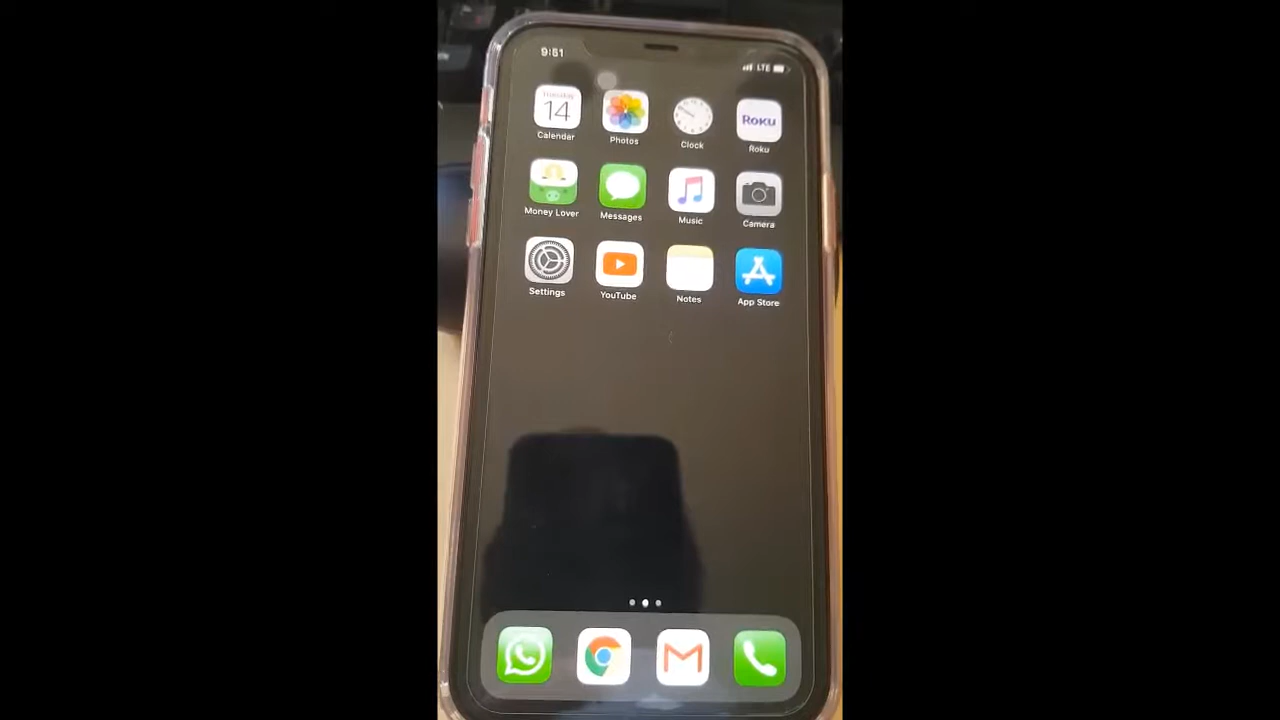 9:51
LTE
14
Calendar
Photos
Clock
Roku
Roku
Money Lover
Messages
Music
Camera
Settings
YouTube
Notes
App Store